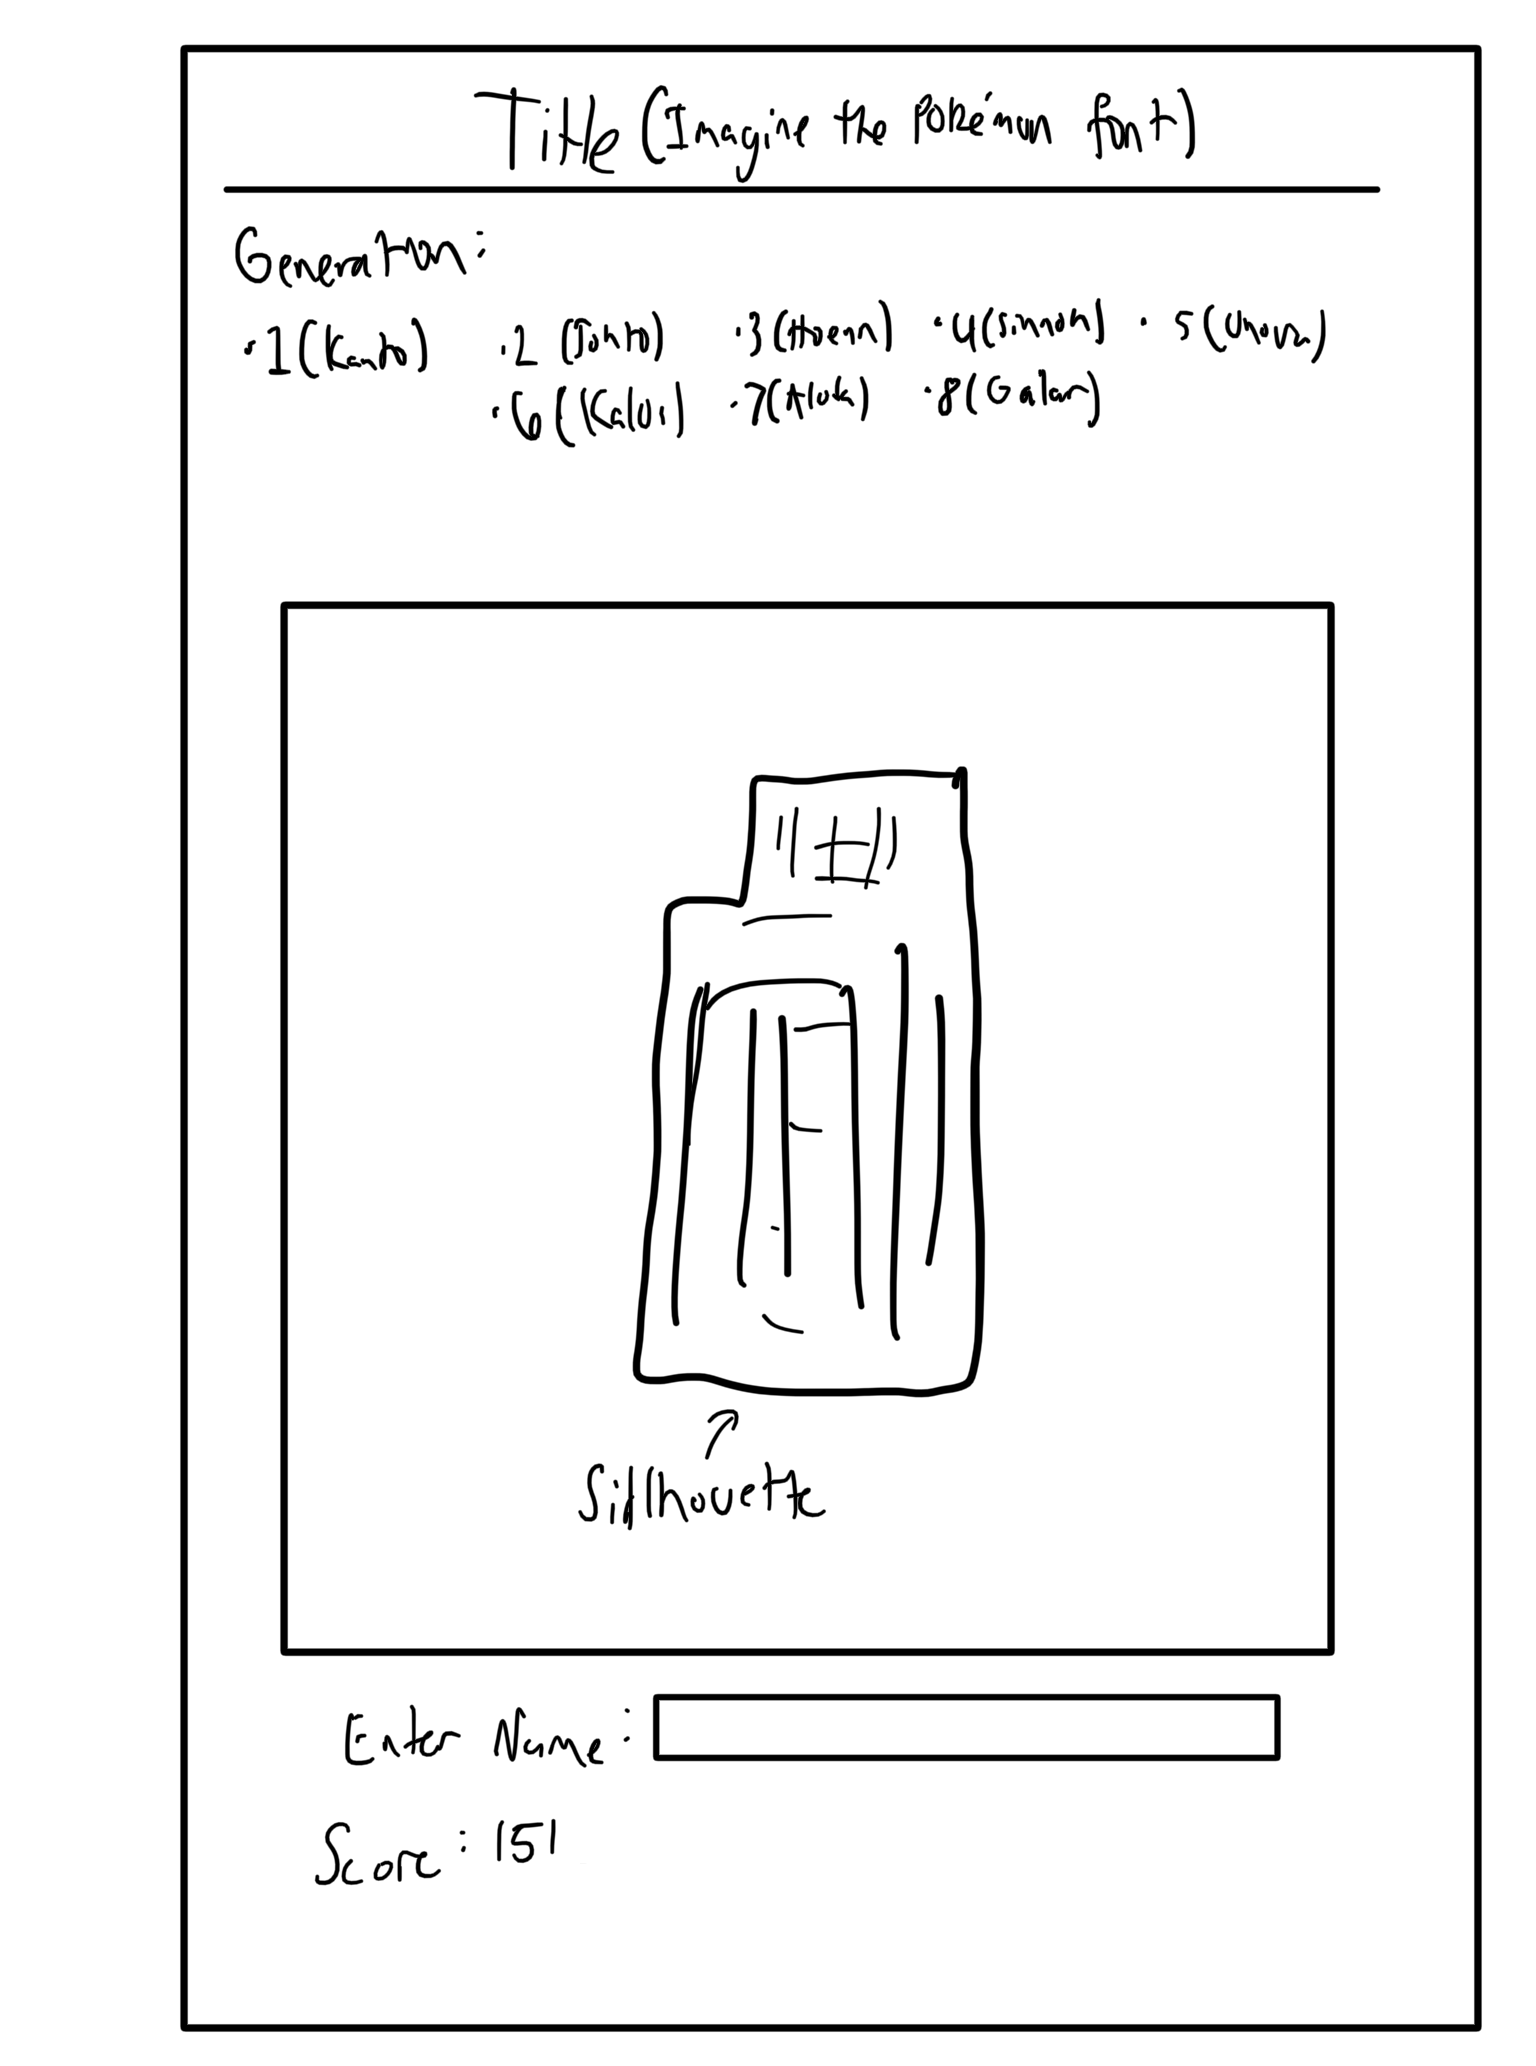 Title (Imagine the Pokémon font)
Generation:
·1 (Kanto) ·2 (Johto) ·3 (Hoenn) ·4 (Sinnoh) ·5 (Unova)
·6 (Kalos) ·7 (Alola) ·8 (Galar)
Sillhouette
Enter Name:
Score: 151